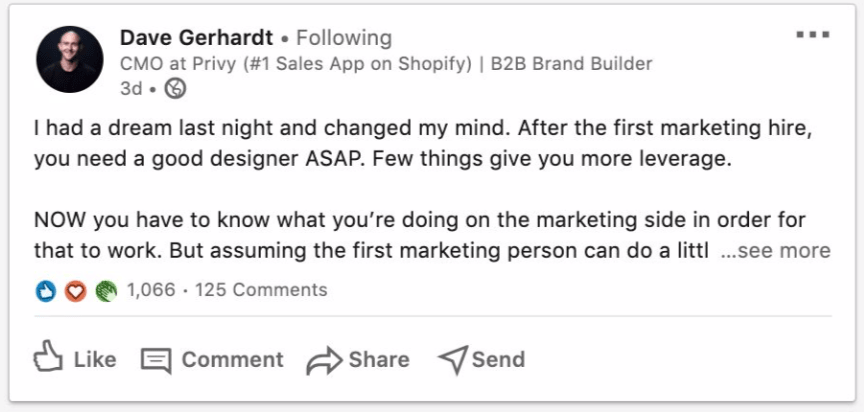 Dave Gerhardt • Following
CMO at Privy (#1 Sales App on Shopify) | B2B Brand Builder
3d •
I had a dream last night and changed my mind. After the first marketing hire,
you need a good designer ASAP. Few things give you more leverage.
NOW you have to know what you’re doing on the marketing side in order for
that to work. But assuming the first marketing person can do a littl ...see more
1,066 · 125 Comments
Like Comment Share Send